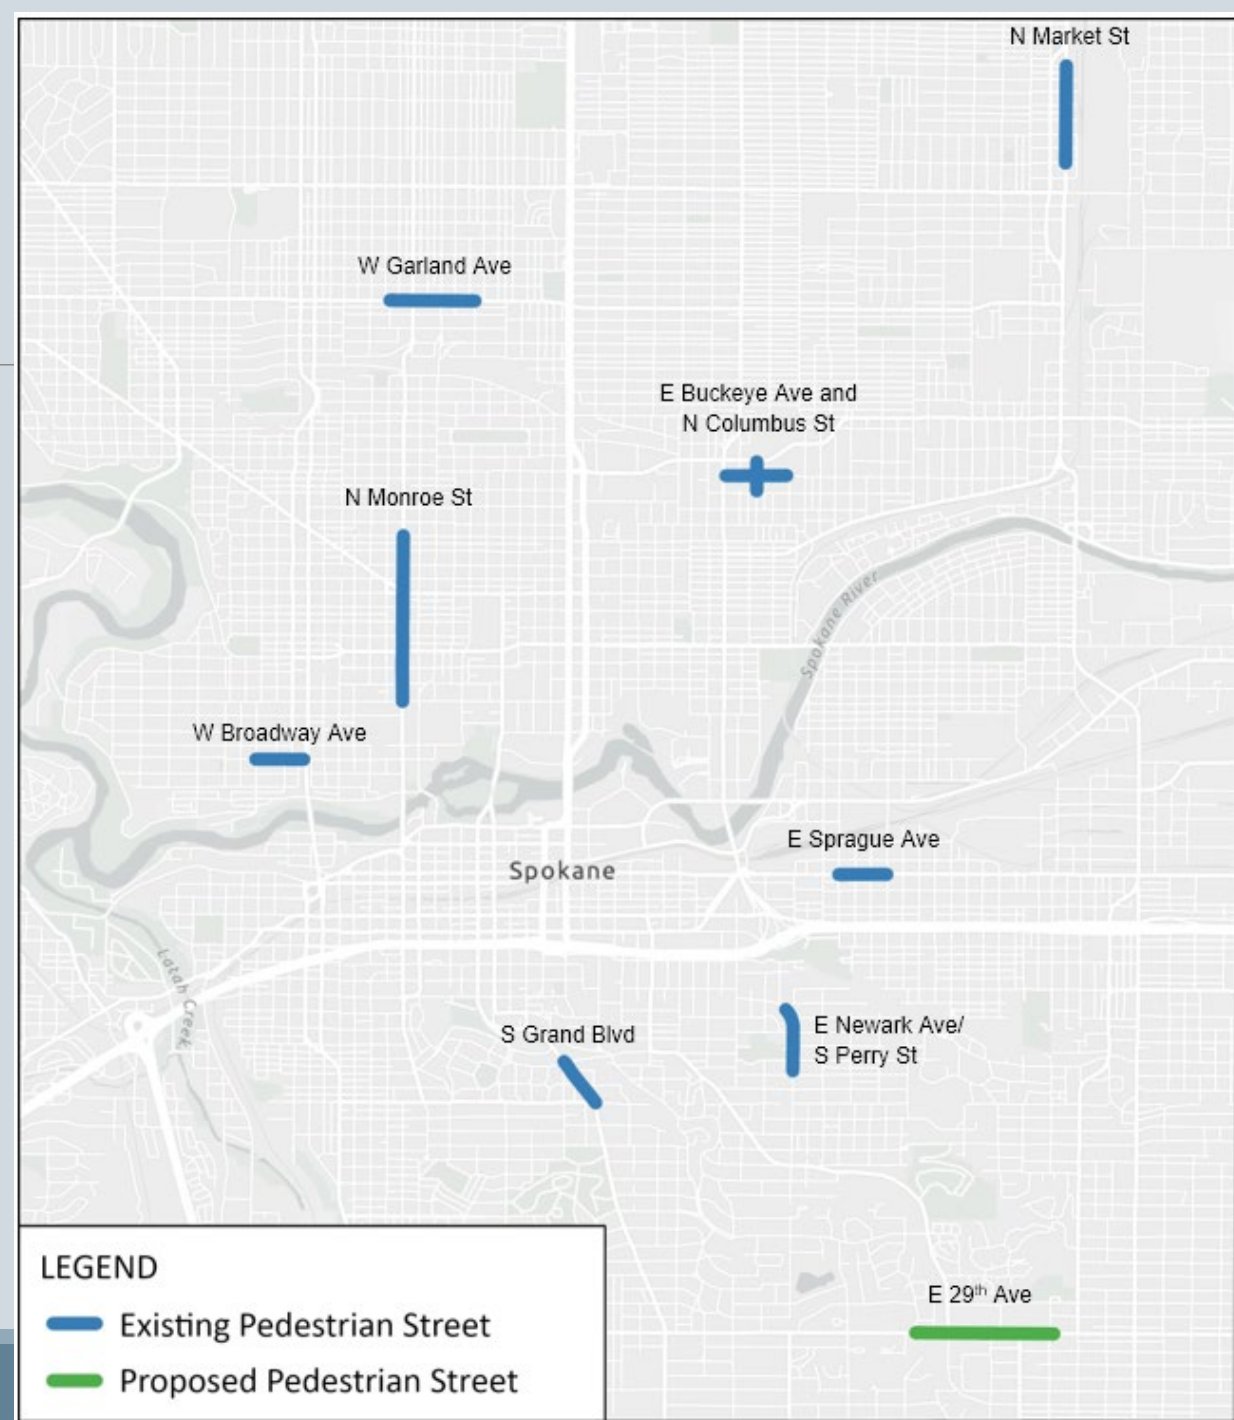 N Market St
W Garland Ave
E Buckeye Ave and
N Columbus St
N Monroe St
Spokane River
W Broadway Ave
E Sprague Ave
Spokane
Latah Creek
S Grand Blvd
E Newark Ave/
S Perry St
E 29th Ave
LEGEND
Existing Pedestrian Street
Proposed Pedestrian Street